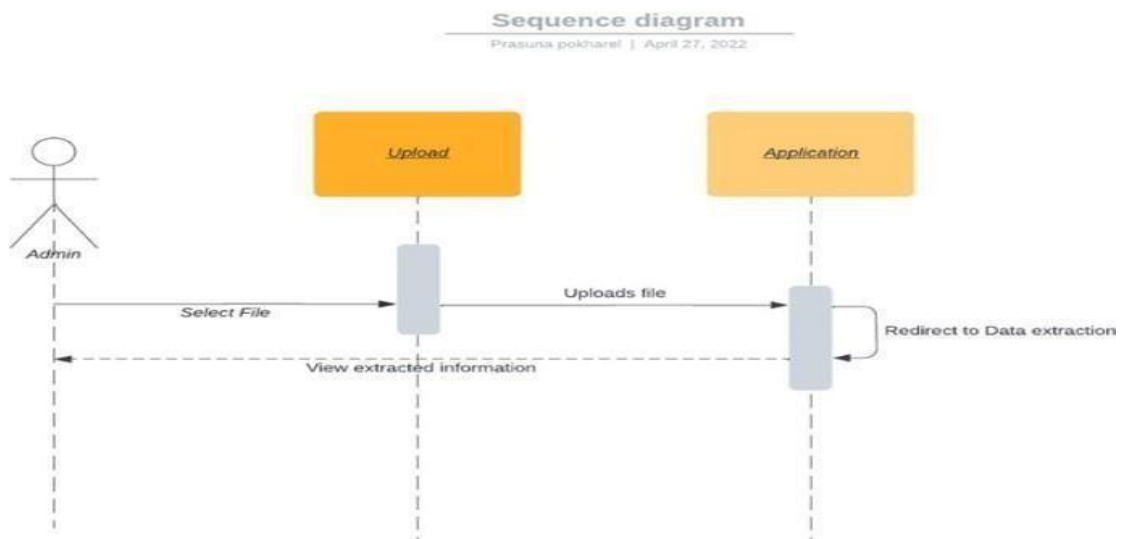 Sequence diagram
Prasuna pokharel | April 27, 2022
Upload
Application
Admin
Select File
Uploads file
Redirect to Data extraction
View extracted information